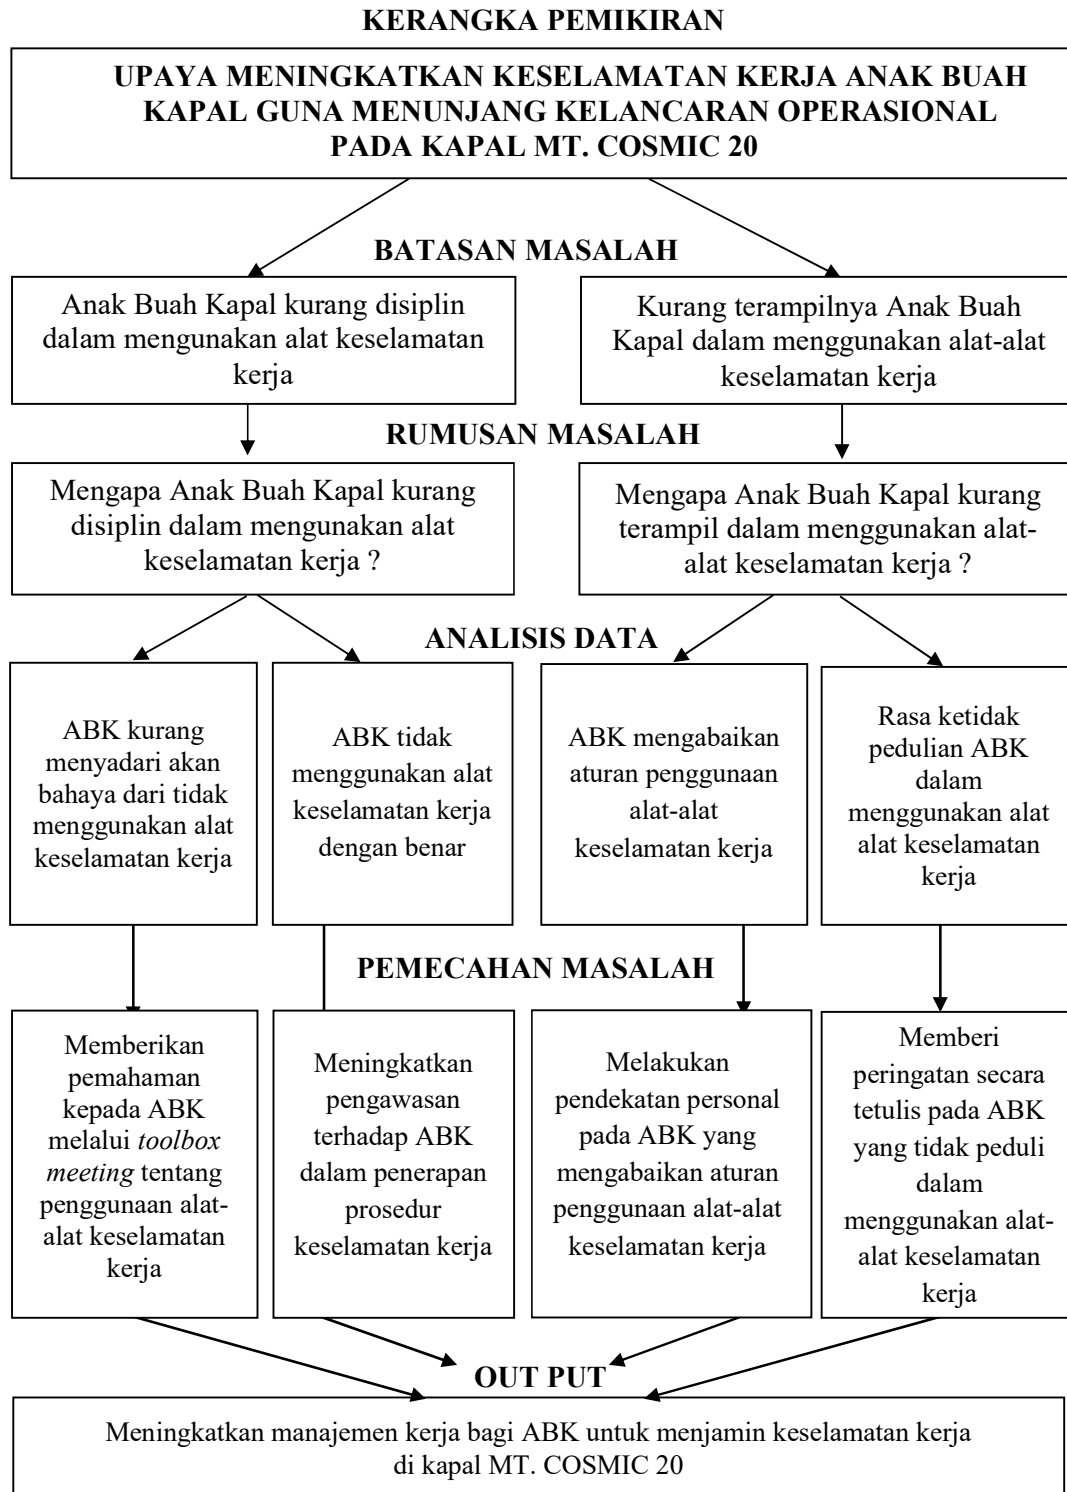 KERANGKA PEMIKIRAN
UPAYA MENINGKATKAN KESELAMATAN KERJA ANAK BUAH
KAPAL GUNA MENUNJANG KELANCARAN OPERASIONAL
PADA KAPAL MT. COSMIC 20
BATASAN MASALAH
Anak Buah Kapal kurang disiplin
dalam mengunakan alat keselamatan
kerja
Kurang terampilnya Anak Buah
Kapal dalam menggunakan alat-alat
keselamatan kerja
RUMUSAN MASALAH
Mengapa Anak Buah Kapal kurang
disiplin dalam mengunakan alat
keselamatan kerja ?
Mengapa Anak Buah Kapal kurang
terampil dalam menggunakan alat-
alat keselamatan kerja ?
ANALISIS DATA
ABK kurang
menyadari akan
bahaya dari tidak
menggunakan alat
keselamatan kerja
ABK tidak
menggunakan alat
keselamatan kerja
dengan benar
ABK mengabaikan
aturan penggunaan
alat-alat
keselamatan kerja
Rasa ketidak
pedulian ABK
dalam
menggunakan alat
alat keselamatan
kerja
PEMECAHAN MASALAH
Memberikan
pemahaman
kepada ABK
melalui toolbox
meeting tentang
penggunaan alat-
alat keselamatan
kerja
Meningkatkan
pengawasan
terhadap ABK
dalam penerapan
prosedur
keselamatan kerja
Melakukan
pendekatan personal
pada ABK yang
mengabaikan aturan
penggunaan alat-alat
keselamatan kerja
Memberi
peringatan secara
tetulis pada ABK
yang tidak peduli
dalam
menggunakan alat-
alat keselamatan
kerja
OUT PUT
Meningkatkan manajemen kerja bagi ABK untuk menjamin keselamatan kerja
di kapal MT. COSMIC 20